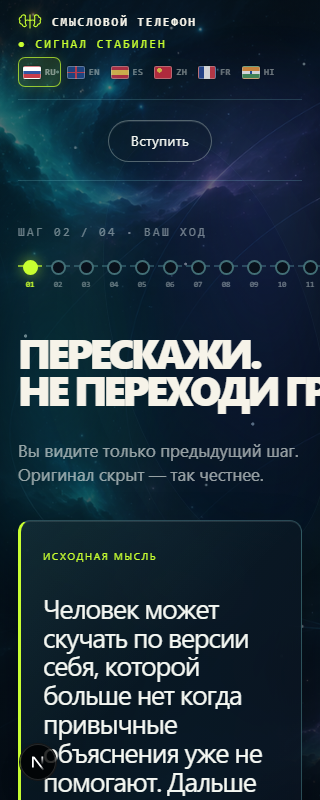 СМЫСЛОВОЙ ТЕЛЕФОН
СИГНАЛ СТАБИЛЕН
RU EN ES ZH FR HI
Вступить
ШАГ 02 / 04 · ВАШ ХОД
01 02 03 04 05 06 07 08 09 10 11
ПЕРЕСКАЖИ.
НЕ ПЕРЕХОДИ ГР
Вы видите только предыдущий шаг.
Оригинал скрыт — так честнее.
ИСХОДНАЯ МЫСЛЬ
Человек может
скучать по версии
себя, которой
больше нет когда
привычные
объяснения уже не
помогают. Дальше
N